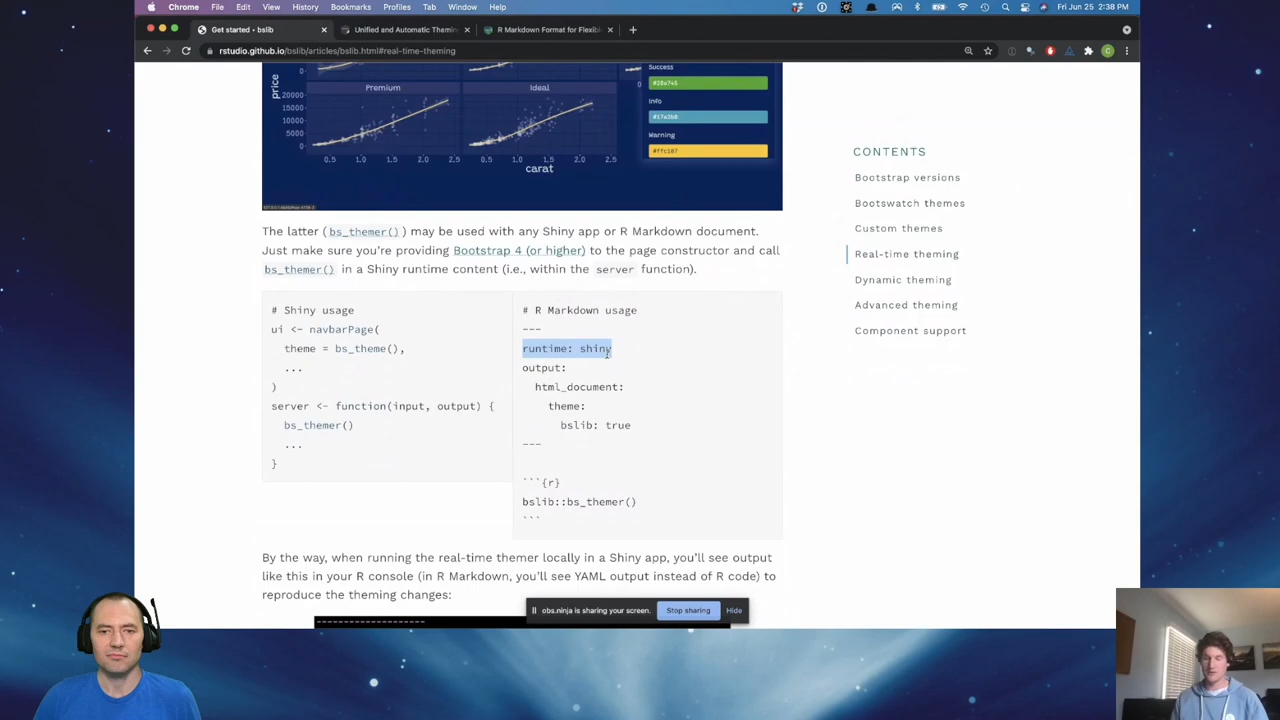 Chrome File Edit View History Bookmarks Profiles Tab Window Help Fri Jun 25 2:38 PM
Get started • bslib
Unified and Automatic Theming
R Markdown Format for Flexible
rstudio.github.io/bslib/articles/bslib.html#real-time-theming
C
price
0
0
Premium
Ideal
20000
15000
10000
5000
0
0.5 1.0 1.5 2.0 2.5
0.5 1.0 1.5 2.0 2.5
carat
Success
#28a745
Info
#17a2b8
Warning
#ffc107
The latter (bs_themer()) may be used with any Shiny app or R Markdown document.
Just make sure you're providing Bootstrap 4 (or higher) to the page constructor and call
bs_themer() in a Shiny runtime content (i.e., within the server function).
# Shiny usage
ui <- navbarPage(
theme = bs_theme(),
...
)
server <- function(input, output) {
bs_themer()
...
}
# R Markdown usage
---
runtime: shiny
output:
html_document:
theme:
bslib: true
---
```{r}
bslib::bs_themer()
```
By the way, when running the real-time themer locally in a Shiny app, you'll see output
like this in your R console (in R Markdown, you'll see YAML output instead of R code) to
reproduce the theming changes:
CONTENTS
Bootstrap versions
Bootswatch themes
Custom themes
Real-time theming
Dynamic theming
Advanced theming
Component support
obs.ninja is sharing your screen. Stop sharing Hide